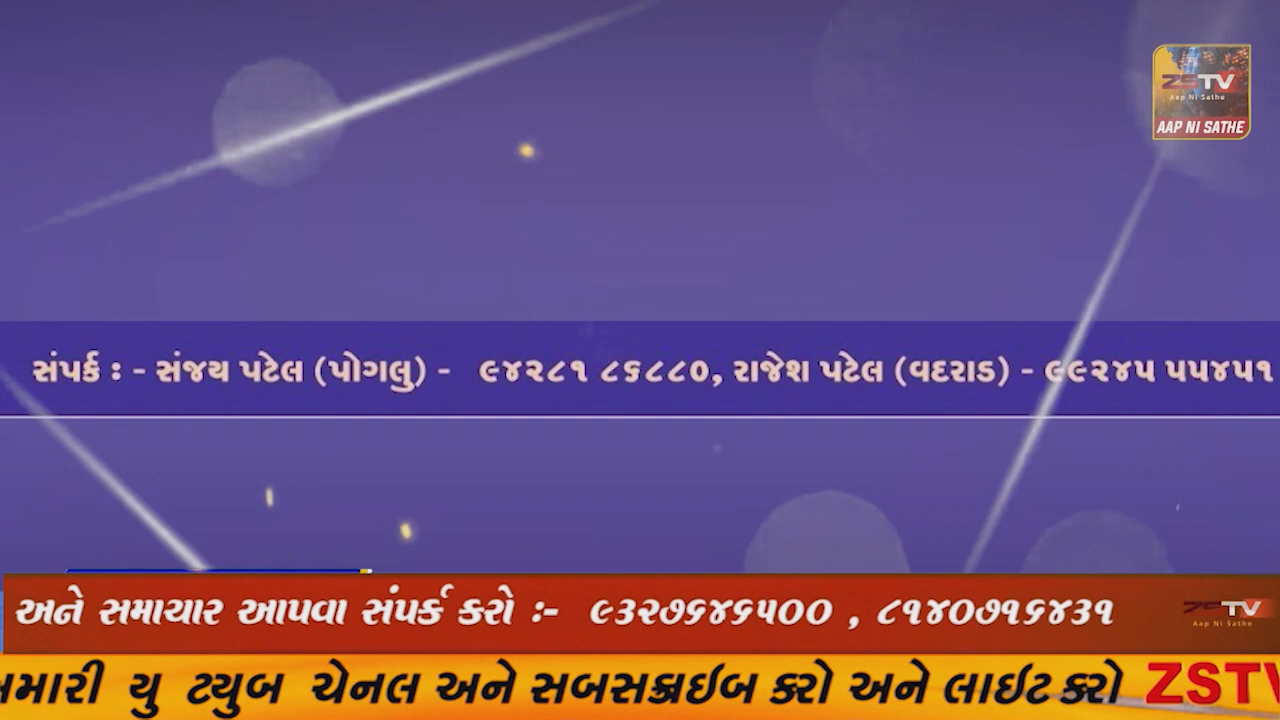 ZSTV
Aap Ni Sathe
AAP NI SATHE
સંપર્ક : - સંજય પટેલ (પોગલુ) - ૯૪૨૮૧ ૮૬૮૮૦, રાજેશ પટેલ (વદરાડ) - ૯૯૨૪૫ ૫૫૪૫૧
અને સમાચાર આપવા સંપર્ક કરો :- ૯૩૨૭૬૪૬૫૦૦ , ૮૧૪૦૭૧૬૪૩૧
ZSTV
Aap Ni Sathe
યુ ટ્યુબ ચેનલ અને સબસક્રાઈબ કરો અને લાઈટ કરો ZSTV